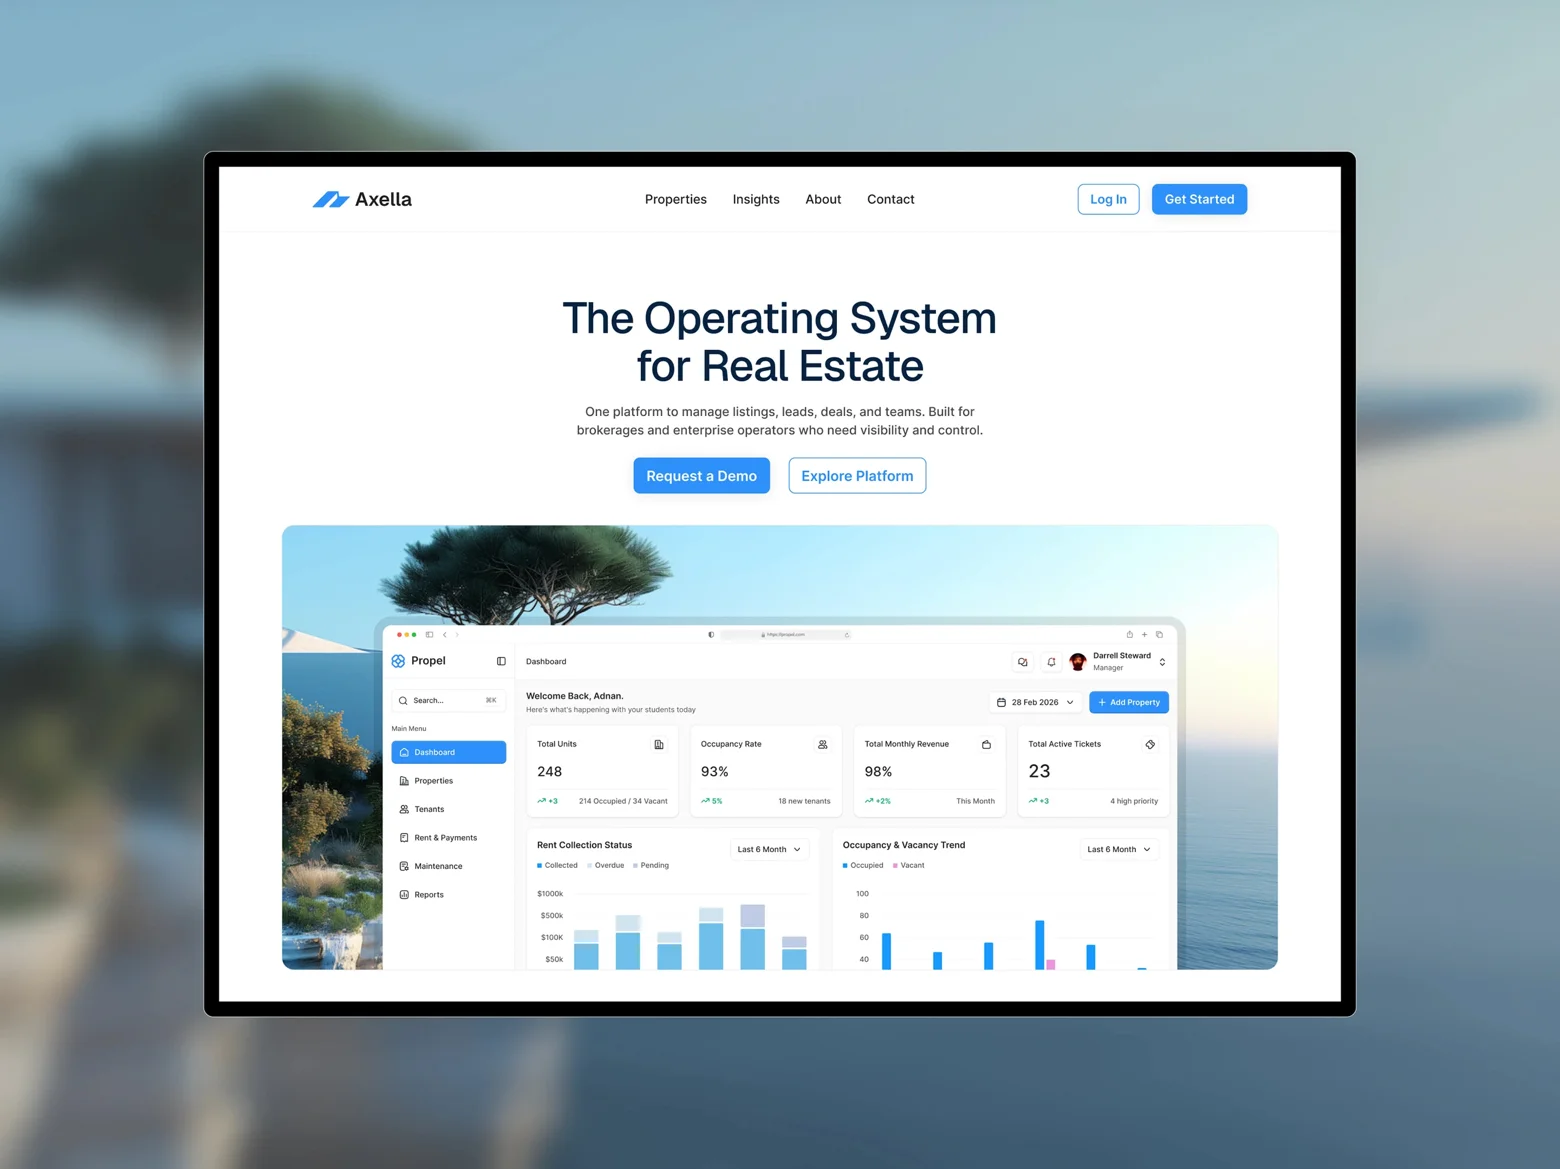 Axella
Properties
Insights
About
Contact
Log In
Get Started
The Operating System
for Real Estate
One platform to manage listings, leads, deals, and teams. Built for
brokerages and enterprise operators who need visibility and control.
Request a Demo
Explore Platform
https://propel.com
Propel
Dashboard
Darrell Steward
Manager
Search...
⌘K
Welcome Back, Adnan.
Here's what's happening with your students today
28 Feb 2026
+ Add Property
Main Menu
Dashboard
Properties
Tenants
Rent & Payments
Maintenance
Reports
Total Units
248
+3
214 Occupied / 34 Vacant
Occupancy Rate
93%
5%
18 new tenants
Total Monthly Revenue
98%
+2%
This Month
Total Active Tickets
23
+3
4 high priority
Rent Collection Status
Last 6 Month
Collected
Overdue
Pending
$1000k
$500k
$100K
$50k
Occupancy & Vacancy Trend
Last 6 Month
Occupied
Vacant
100
80
60
40